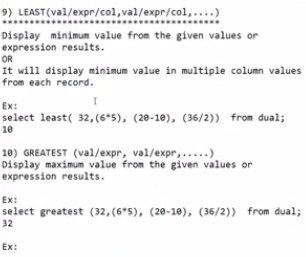 9) LEAST(val/expr/col,val/expr/col,....)
****************************************
Display  minimum value from the given values or
expression results.
OR
It will display minimum value in multiple column values
from each record.
Ex:
select least( 32,(6*5), (20-10), (36/2))  from dual;
10
10) GREATEST (val/expr, val/expr,.....)
Display maximum value from the given values or
expression results.
Ex:
select greatest (32,(6*5), (20-10), (36/2))  from dual;
32
Ex: